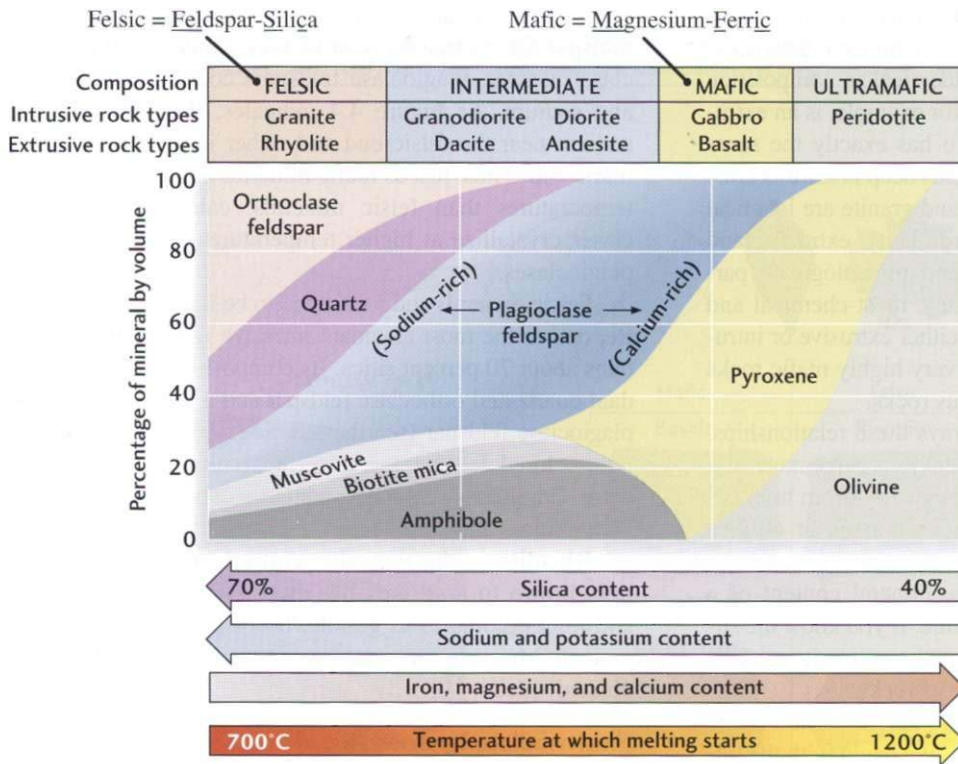 Felsic = Feldspar-Silica
Mafic = Magnesium-Ferric
Composition FELSIC INTERMEDIATE MAFIC ULTRAMAFIC
Intrusive rock types Granite Granodiorite Diorite Gabbro Peridotite
Extrusive rock types Rhyolite Dacite Andesite Basalt
Percentage of mineral by volume
100
80
60
40
20
0
Orthoclase
feldspar
Quartz
(Sodium-rich)
Plagioclase
feldspar
(Calcium-rich)
Pyroxene
Muscovite
Biotite mica
Olivine
Amphibole
70% Silica content 40%
Sodium and potassium content
Iron, magnesium, and calcium content
700°C Temperature at which melting starts 1200°C